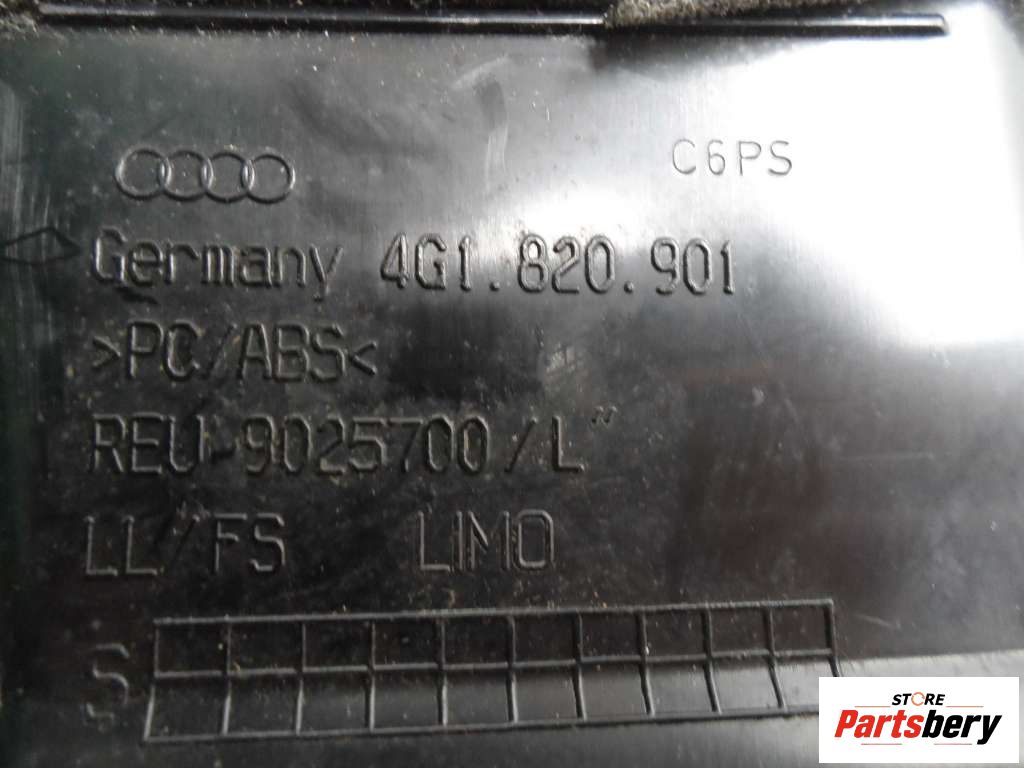 C6PS
Germany 4G1.820.901
>PC/ABS<
REU-9025700/L"
LL/FS LIMO
S
STORE
Partsbery